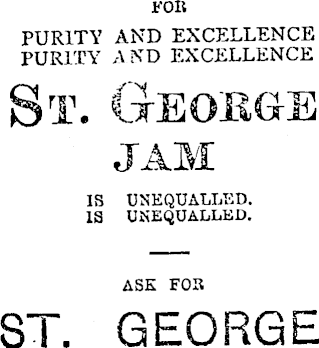 FOR
PURITY AND EXCELLENCE
PURITY AND EXCELLENCE
ST. GEORGE
JAM
IS UNEQUALLED.
IS UNEQUALLED.
ASK FOR
ST. GEORGE